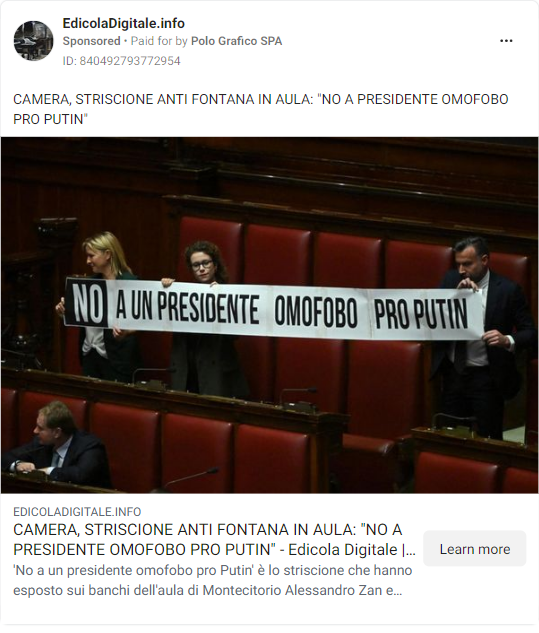 EdicolaDigitale.info
Sponsored • Paid for by Polo Grafico SPA
ID: 840492793772954
CAMERA, STRISCIONE ANTI FONTANA IN AULA: "NO A PRESIDENTE OMOFOBO
PRO PUTIN"
NO A UN PRESIDENTE OMOFOBO PRO PUTIN
EDICOLADIGITALE.INFO
CAMERA, STRISCIONE ANTI FONTANA IN AULA: "NO A
PRESIDENTE OMOFOBO PRO PUTIN" - Edicola Digitale |...
Learn more
'No a un presidente omofobo pro Putin' è lo striscione che hanno
esposto sui banchi dell'aula di Montecitorio Alessandro Zan e...